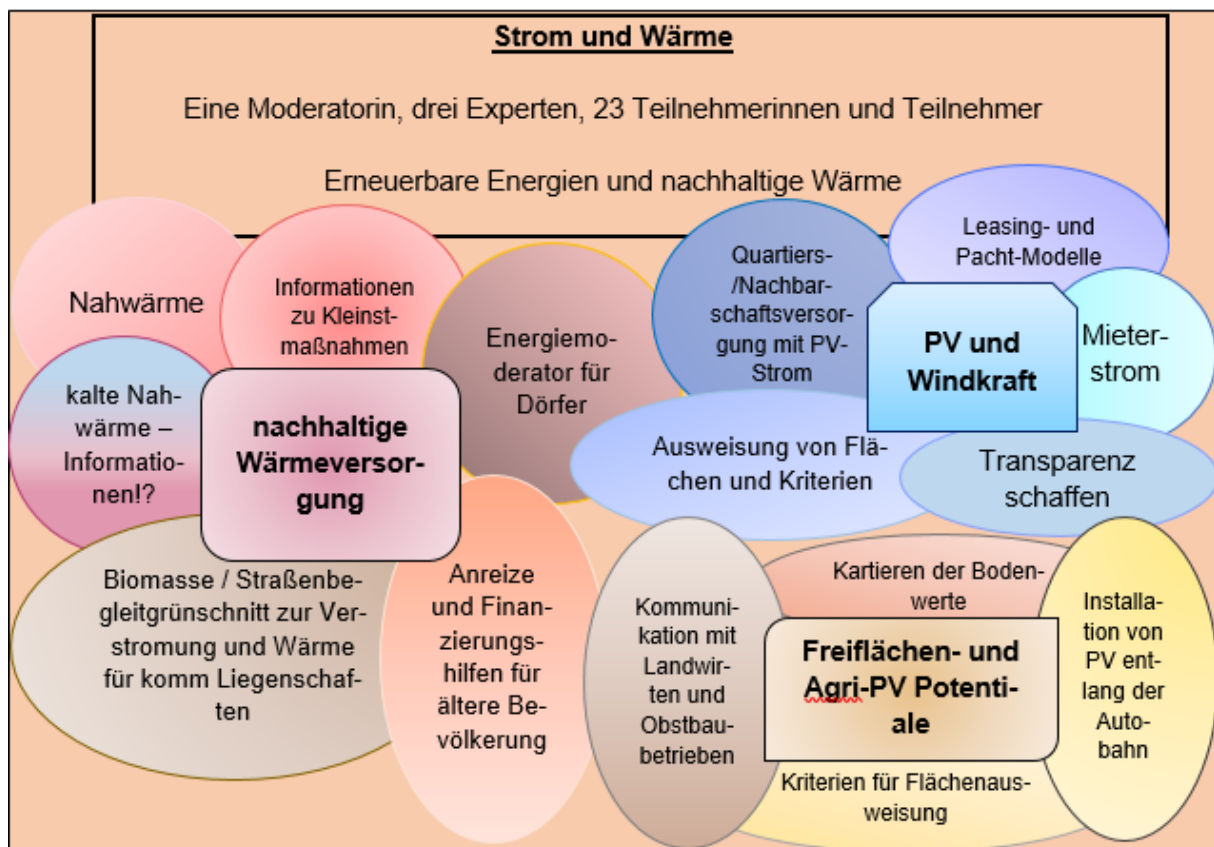 Strom und Wärme
Eine Moderatorin, drei Experten, 23 Teilnehmerinnen und Teilnehmer
Erneuerbare Energien und nachhaltige Wärme
Nahwärme
Informationen
zu Kleinst-
maßnahmen
kalte Nah-
wärme –
Informatio-
nen!?
nachhaltige
Wärmeversor-
gung
Energiemo-
derator für
Dörfer
Biomasse / Straßenbe-
gleitgrünschnitt zur Ver-
stromung und Wärme
für komm Liegenschaf-
ten
Anreize
und Finan-
zierungs-
hilfen für
ältere Be-
völkerung
Quartiers-
/Nachbar-
schaftsversor-
gung mit PV-
Strom
Leasing- und
Pacht-Modelle
PV und
Windkraft
Mieter-
strom
Ausweisung von Flä-
chen und Kriterien
Transparenz
schaffen
Kommuni-
kation mit
Landwir-
ten und
Obstbau-
betrieben
Kartieren der Boden-
werte
Freiflächen- und
Agri-PV Potenti-
ale
Installa-
tion von
PV ent-
lang der
Auto-
bahn
Kriterien für Flächenaus-
weisung